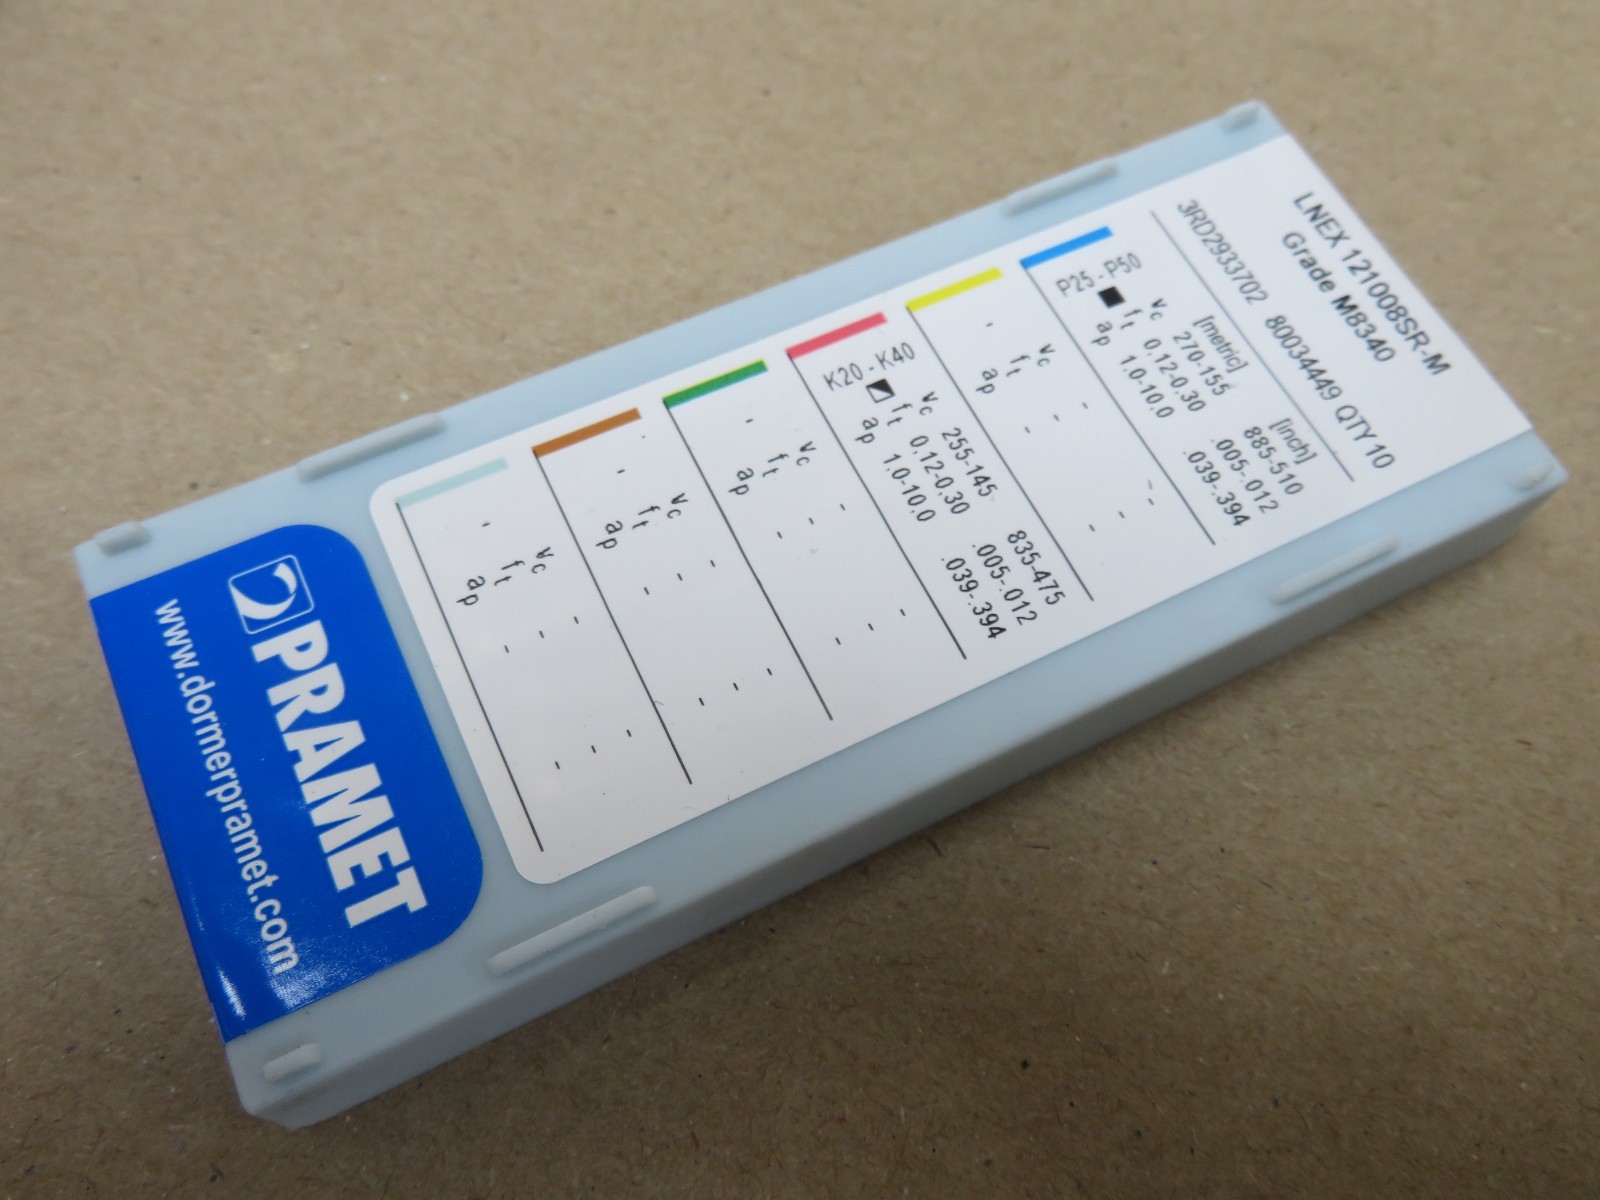 LNEX 121008SR-M
Grade M8340
3RD2933702 80034449 QTY 10
[metric] [inch]
P25 - P50 vc 270-155 885-510
ft 0.12-0.30 .005-.012
ap 1.0-10.0 .039-.394
- vc - -
ft - -
ap - -
K20 - K40 vc 255-145 835-475
ft 0.12-0.30 .005-.012
ap 1.0-10.0 .039-.394
- vc - -
ft - -
ap - -
- vc - -
ft - -
ap - -
- vc - -
ft - -
ap - -
PRAMET
www.dormerpramet.com